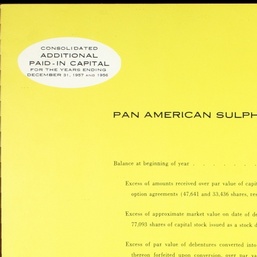 CONSOLIDATED
ADDITIONAL
PAID-IN CAPITAL
FOR THE YEARS ENDING
DECEMBER 31, 1957 and 1956
PAN AMERICAN SULPH
Balance at beginning of year . . . . . .
Excess of amounts received over par value of capit
option agreements (47,641 and 53,436 shares, res
Excess of approximate market value on date of de
77,093 shares of capital stock issued as a stock d
Excess of par value of debentures converted into
thereon forfeited upon conversion, over par va